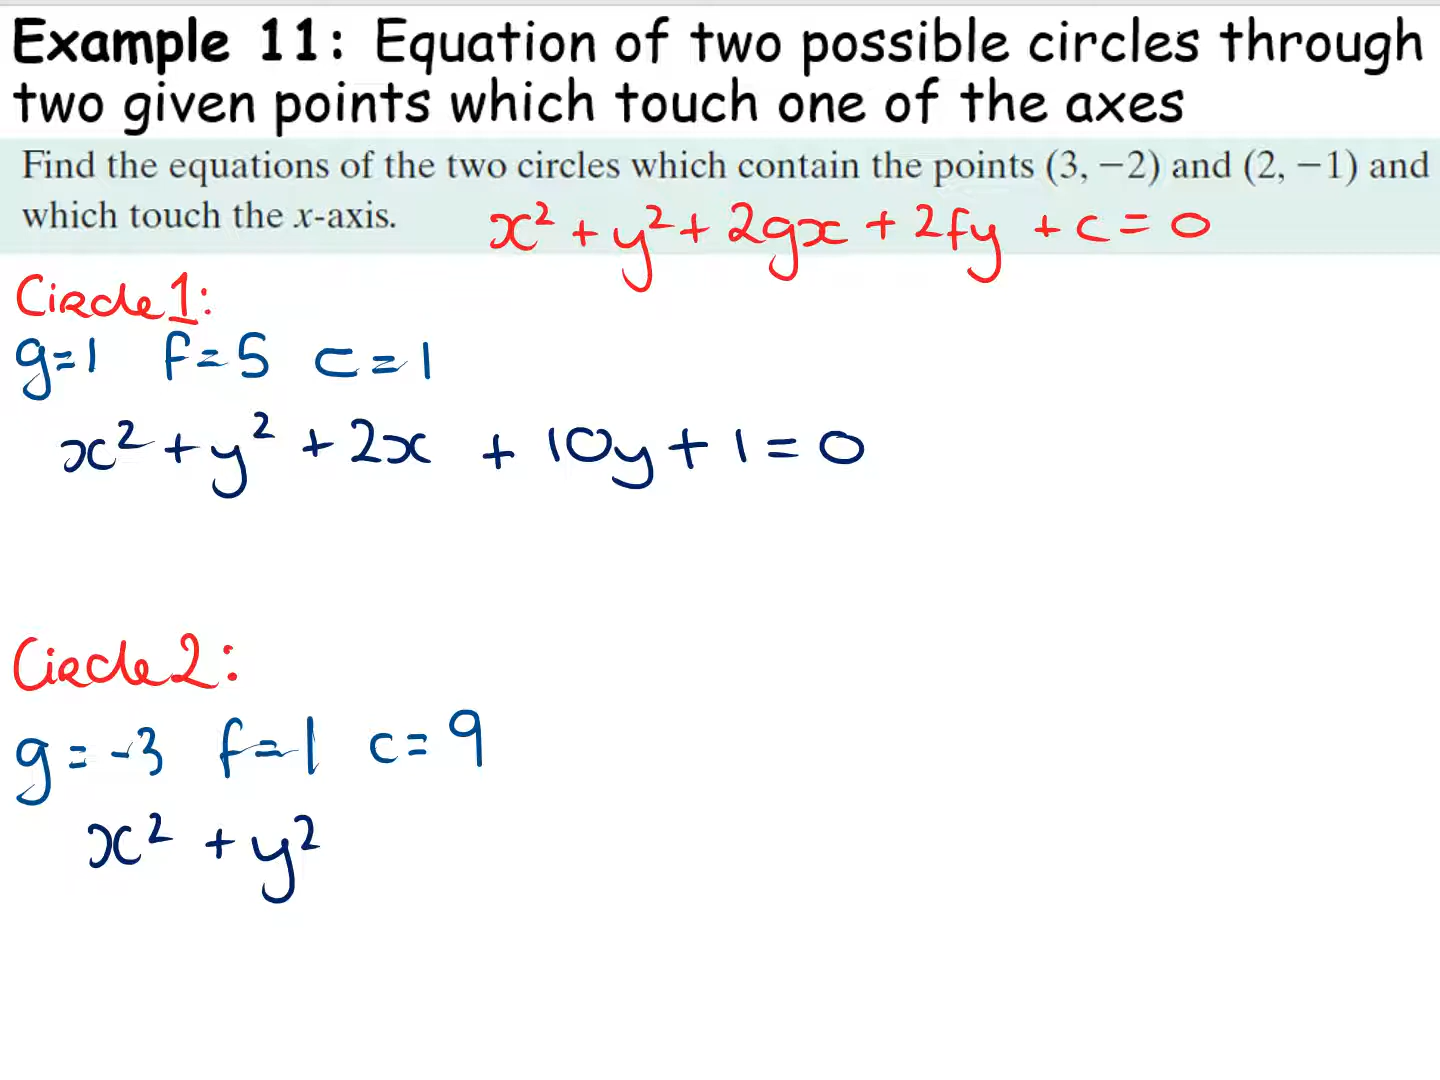 Example 11: Equation of two possible circles through
two given points which touch one of the axes
Find the equations of the two circles which contain the points (3, −2) and (2, −1) and
which touch the x-axis.
x² + y² + 2gx + 2fy + c = 0
Circle 1:
g=1 f=5 c=1
x² + y² + 2x + 10y + 1 = 0
Circle 2:
g = -3 f=1 c= 9
x² + y²